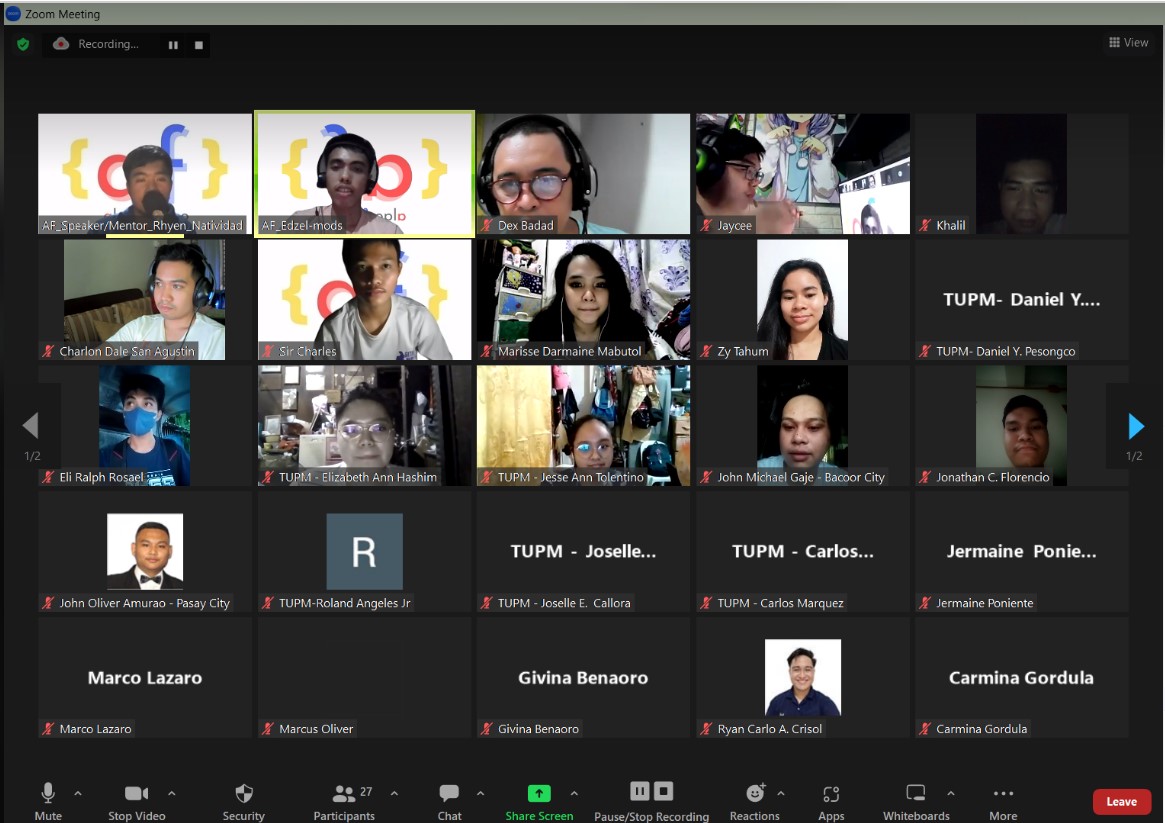 Zoom Meeting
Recording...
View
AF_Speaker/Mentor_Rhyen_Natividad
AF_Edzel-mods
Dex Badad
Jaycee
Khalil
Charlon Dale San Agustin
Sir Charles
Marisse Darmaine Mabutol
Zy Tahum
TUPM- Daniel Y....
TUPM- Daniel Y. Pesongco
1/2
1/2
Eli Ralph Rosael
TUPM - Elizabeth Ann Hashim
TUPM - Jesse Ann Tolentino
John Michael Gaje - Bacoor City
Jonathan C. Florencio
R
TUPM - Joselle...
TUPM - Carlos...
Jermaine Ponie...
John Oliver Amurao - Pasay City
TUPM-Roland Angeles Jr
TUPM - Joselle E. Callora
TUPM - Carlos Marquez
Jermaine Poniente
Marco Lazaro
Givina Benaoro
Carmina Gordula
Marco Lazaro
Marcus Oliver
Givina Benaoro
Ryan Carlo A. Crisol
Carmina Gordula
27
Mute
Stop Video
Security
Participants
Chat
Share Screen
Pause/Stop Recording
Reactions
Apps
Whiteboards
More
Leave